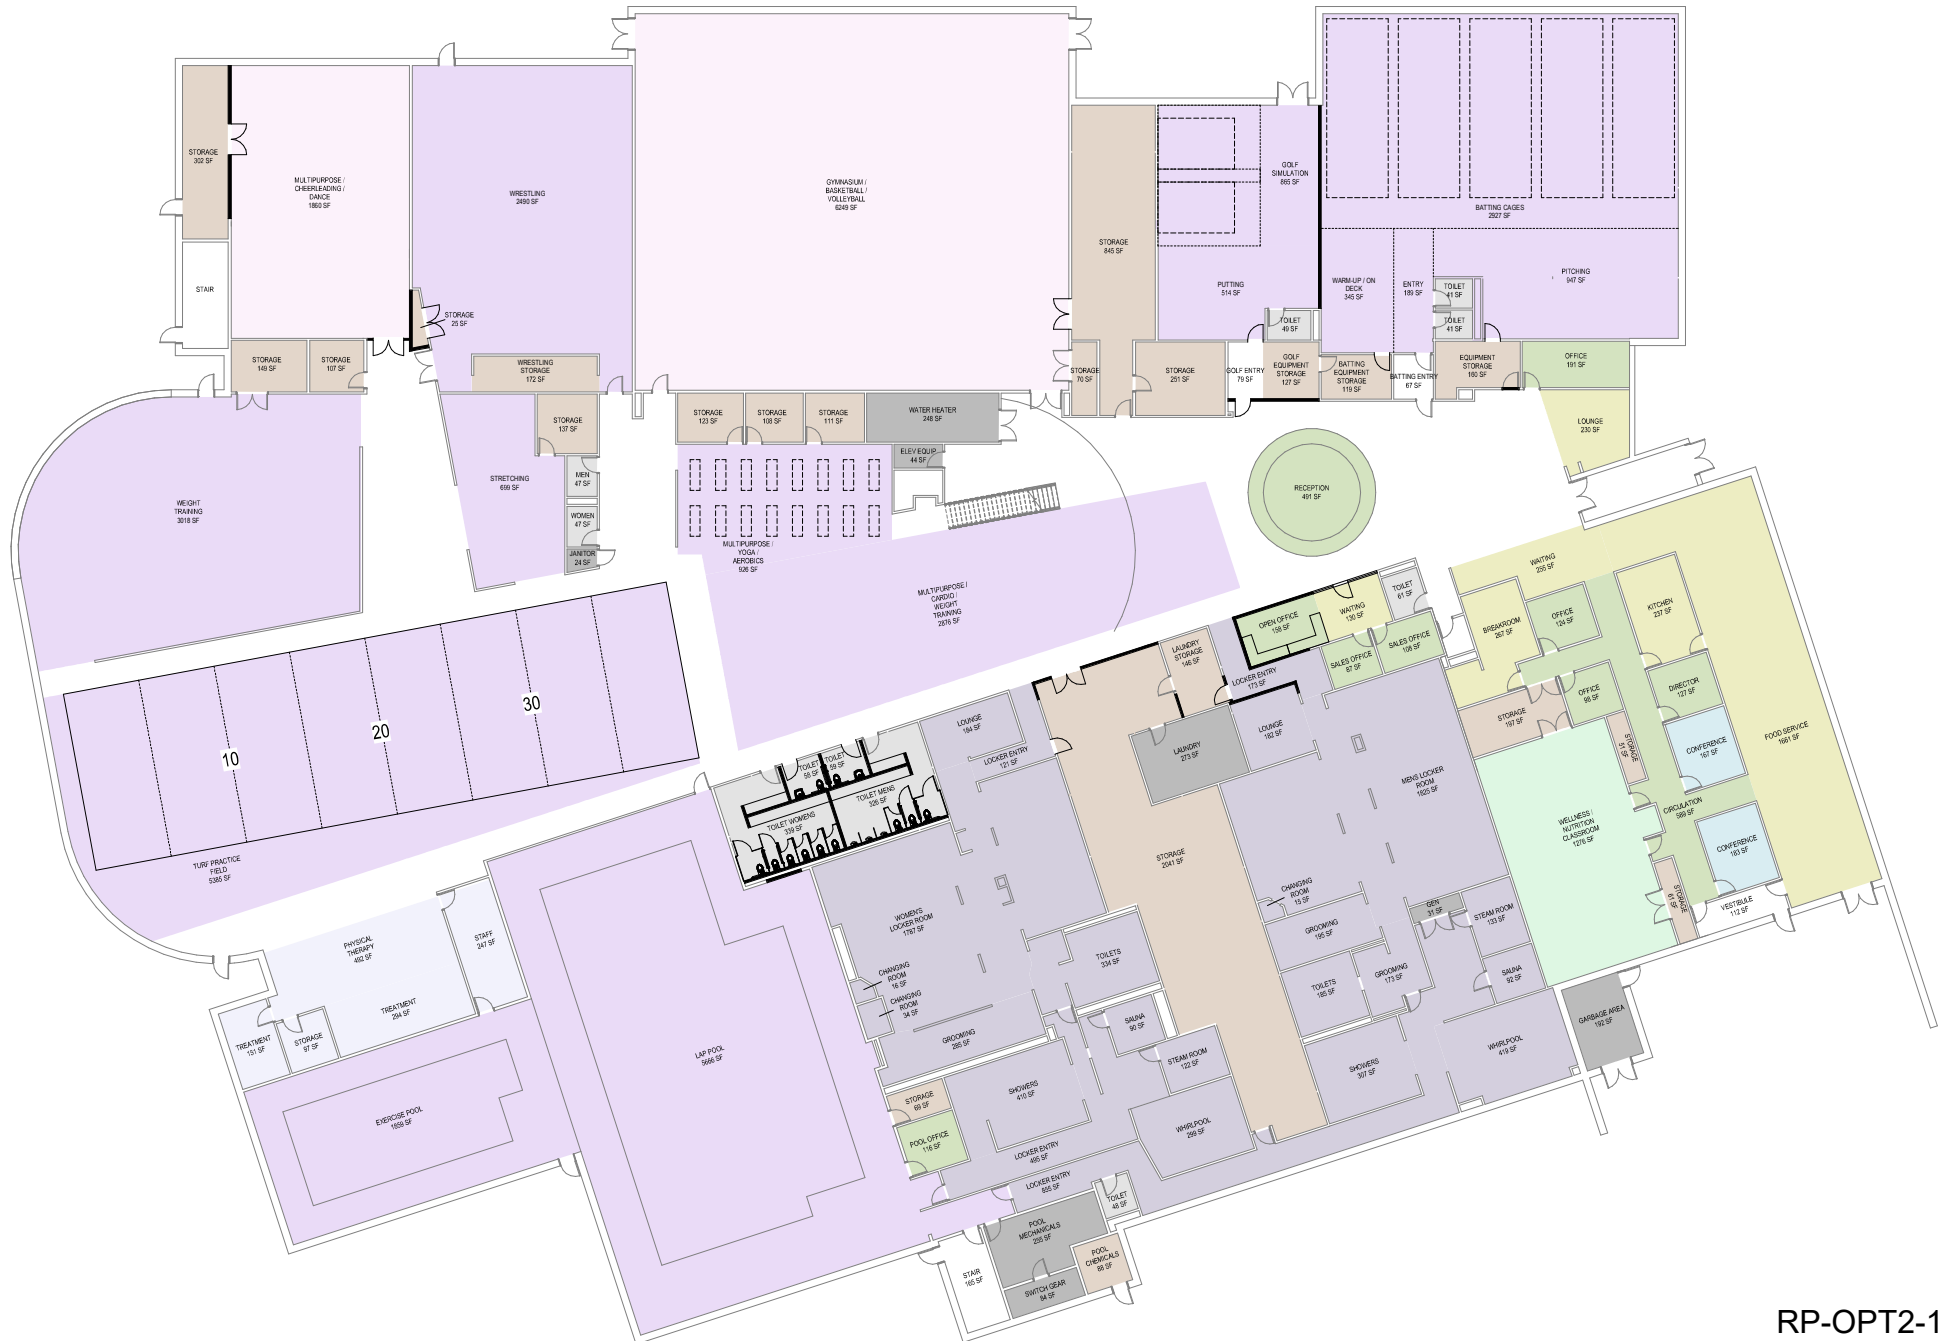 STORAGE
302 SF
MULTIPURPOSE /
CHEERLEADING /
DANCE
1860 SF
WRESTLING
2490 SF
GYMNASIUM /
BASKETBALL /
VOLLEYBALL
6249 SF
STORAGE
845 SF
GOLF
SIMULATION
865 SF
BATTING CAGES
2927 SF
STAIR
STORAGE
25 SF
PUTTING
514 SF
WARM-UP / ON
DECK
345 SF
ENTRY
189 SF
TOILET
41 SF
TOILET
41 SF
PITCHING
947 SF
TOILET
49 SF
STORAGE
149 SF
STORAGE
107 SF
WRESTLING
STORAGE
172 SF
STORAGE
70 SF
STORAGE
251 SF
GOLF ENTRY
79 SF
GOLF
EQUIPMENT
STORAGE
127 SF
BATTING
EQUIPMENT
STORAGE
119 SF
BATTING ENTRY
67 SF
EQUIPMENT
STORAGE
160 SF
OFFICE
191 SF
STORAGE
137 SF
STORAGE
123 SF
STORAGE
108 SF
STORAGE
111 SF
WATER HEATER
248 SF
LOUNGE
230 SF
ELEV EQUIP
44 SF
WEIGHT
TRAINING
3018 SF
STRETCHING
699 SF
MEN
47 SF
WOMEN
47 SF
JANITOR
24 SF
MULTIPURPOSE /
YOGA /
AEROBICS
926 SF
RECEPTION
491 SF
MULTIPURPOSE /
CARDIO /
WEIGHT
TRAINING
2876 SF
WAITING
255 SF
TOILET
61 SF
OPEN OFFICE
158 SF
WAITING
130 SF
SALES OFFICE
87 SF
SALES OFFICE
108 SF
BREAKROOM
267 SF
OFFICE
124 SF
KITCHEN
237 SF
LAUNDRY
STORAGE
146 SF
LOCKER ENTRY
173 SF
OFFICE
98 SF
DIRECTOR
127 SF
10
20
30
LOUNGE
184 SF
LOCKER ENTRY
121 SF
LAUNDRY
273 SF
LOUNGE
182 SF
STORAGE
197 SF
STORAGE
51 SF
CONFERENCE
167 SF
FOOD SERVICE
1661 SF
TOILET
58 SF
TOILET
59 SF
TOILET MENS
326 SF
TOILET WOMENS
339 SF
MENS LOCKER
ROOM
1825 SF
WELLNESS /
NUTRITION
CLASSROOM
1276 SF
CIRCULATION
589 SF
CONFERENCE
183 SF
TURF PRACTICE
FIELD
5385 SF
STORAGE
2041 SF
STORAGE
61 SF
VESTIBULE
112 SF
PHYSICAL
THERAPY
492 SF
STAFF
247 SF
WOMEN'S
LOCKER ROOM
1787 SF
CHANGING
ROOM
15 SF
GROOMING
195 SF
GEN
31 SF
STEAM ROOM
133 SF
CHANGING
ROOM
16 SF
CHANGING
ROOM
34 SF
TOILETS
334 SF
TOILETS
185 SF
GROOMING
173 SF
SAUNA
92 SF
TREATMENT
294 SF
TREATMENT
151 SF
STORAGE
97 SF
LAP POOL
5666 SF
GROOMING
285 SF
SAUNA
90 SF
STEAM ROOM
122 SF
SHOWERS
307 SF
WHIRLPOOL
419 SF
GARBAGE AREA
192 SF
EXERCISE POOL
1859 SF
STORAGE
69 SF
SHOWERS
410 SF
POOL OFFICE
116 SF
WHIRLPOOL
299 SF
LOCKER ENTRY
495 SF
LOCKER ENTRY
695 SF
TOILET
48 SF
POOL
MECHANICALS
255 SF
POOL
CHEMICALS
86 SF
STAIR
165 SF
SWITCH GEAR
84 SF
RP-OPT2-1